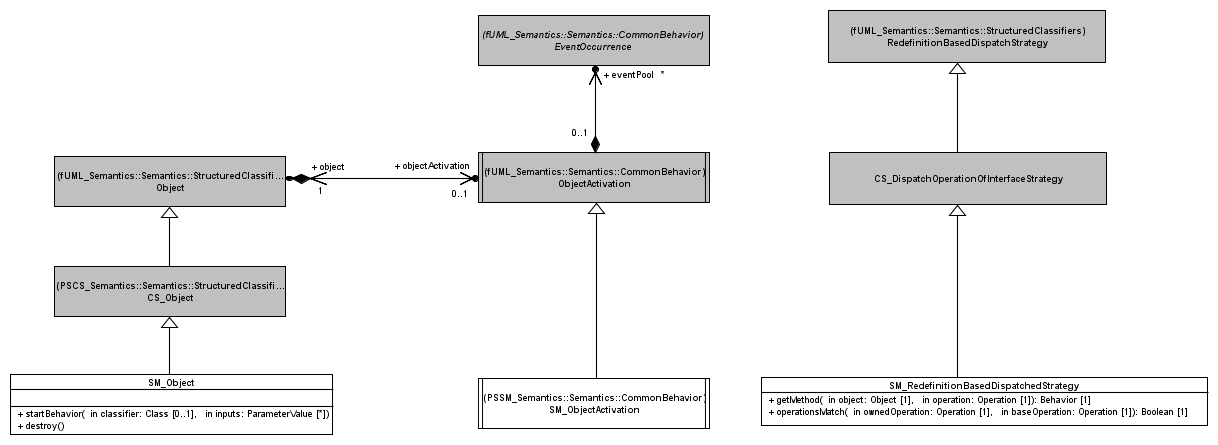 (fUML_Semantics::Semantics::CommonBehavior)
EventOccurrence
(fUML_Semantics::Semantics::StructuredClassifiers)
RedefinitionBasedDispatchStrategy
+ eventPool *
0..1
(fUML_Semantics::Semantics::StructuredClassifi...
Object
+ object
1
+ objectActivation
0..1
(fUML_Semantics::Semantics::CommonBehavior)
ObjectActivation
CS_DispatchOperationOfInterfaceStrategy
(PSCS_Semantics::Semantics::StructuredClassifi...
CS_Object
SM_Object
+ startBehavior( in classifier: Class [0..1], in inputs: ParameterValue [*])
+ destroy()
(PSSM_Semantics::Semantics::CommonBehavior)
SM_ObjectActivation
SM_RedefinitionBasedDispatchedStrategy
+ getMethod( in object: Object [1], in operation: Operation [1]): Behavior [1]
+ operationsMatch( in ownedOperation: Operation [1], in baseOperation: Operation [1]): Boolean [1]